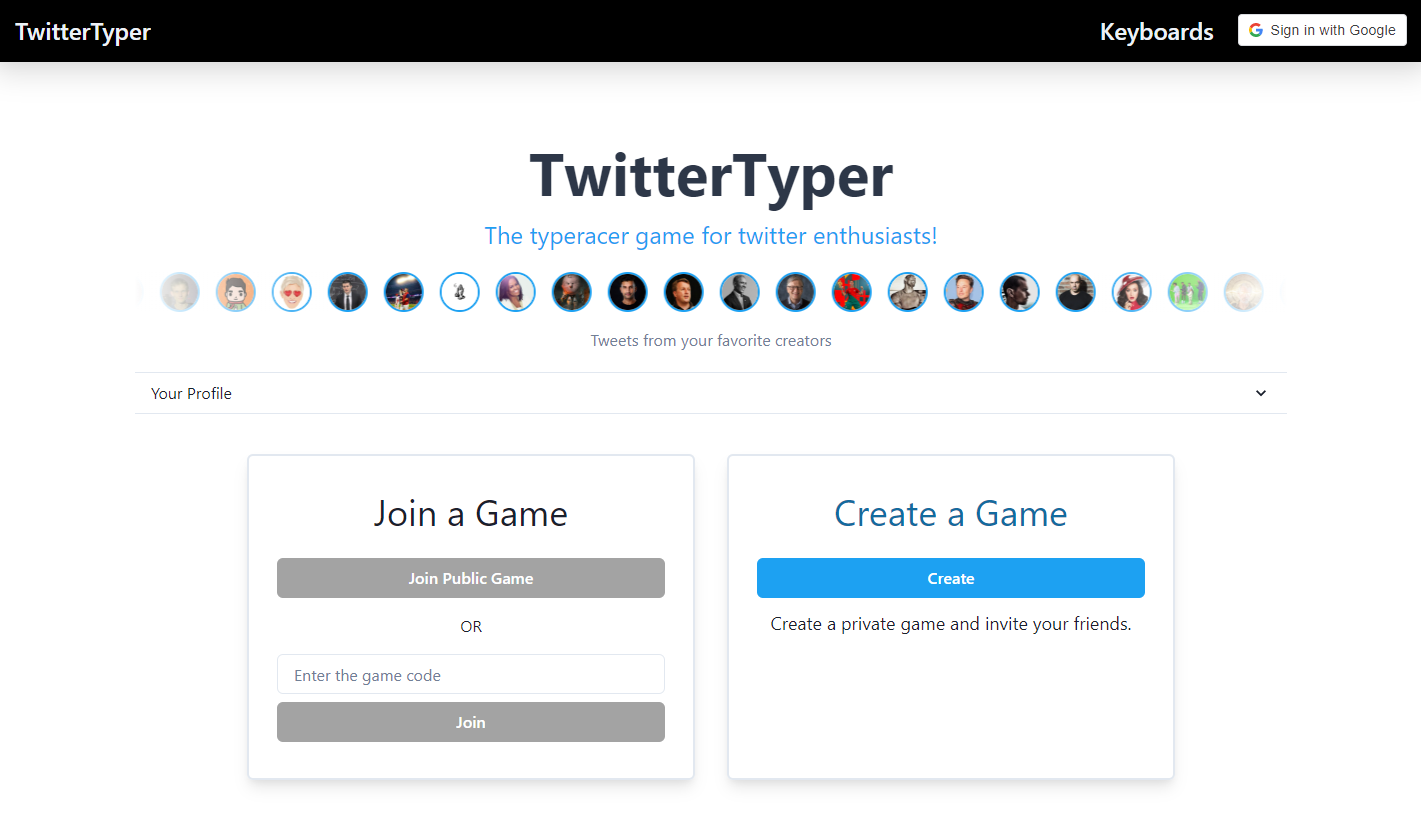 TwitterTyper
Keyboards
Sign in with Google
TwitterTyper
The typeracer game for twitter enthusiasts!
Tweets from your favorite creators
Your Profile
Join a Game
Join Public Game
OR
Enter the game code
Join
Create a Game
Create
Create a private game and invite your friends.